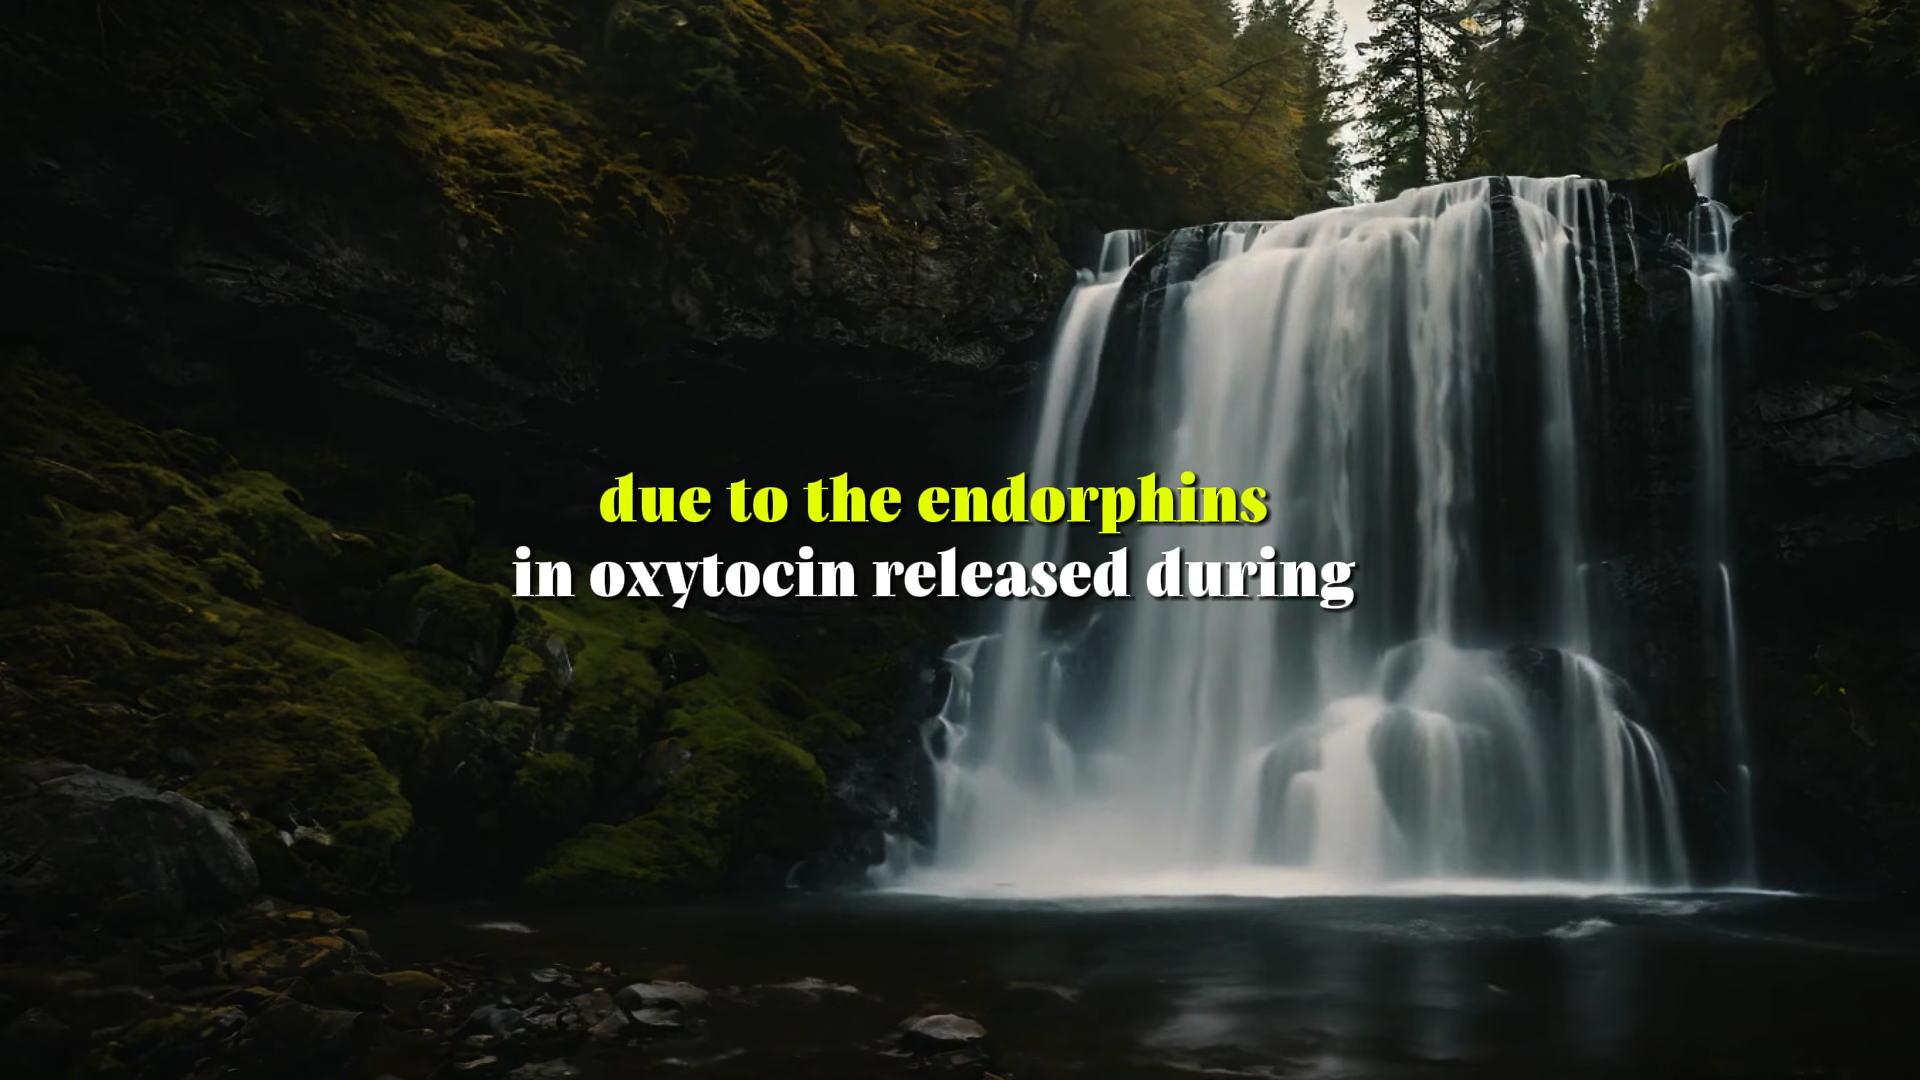 due to the endorphins
in oxytocin released during